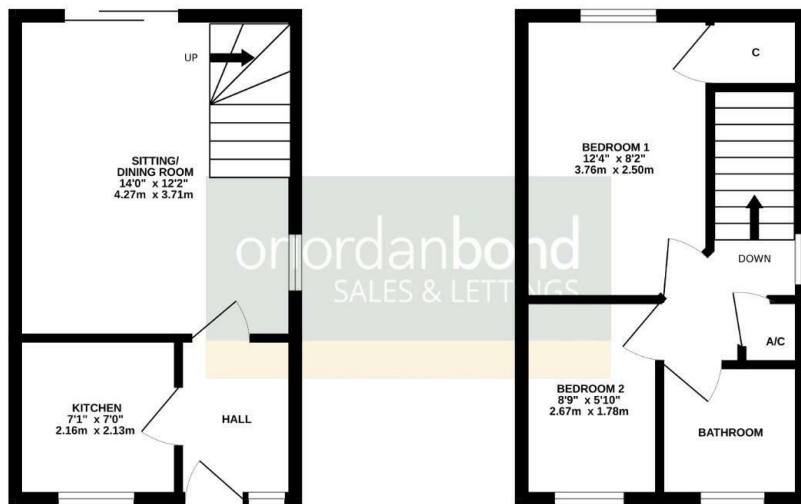 UP
SITTING/
DINING ROOM
14'0" x 12'2"
4.27m x 3.71m
KITCHEN
7'1" x 7'0"
2.16m x 2.13m
HALL
C
BEDROOM 1
12'4" x 8'2"
3.76m x 2.50m
DOWN
A/C
BEDROOM 2
8'9" x 5'10"
2.67m x 1.78m
BATHROOM
oriordanbond
SALES & LETTINGS